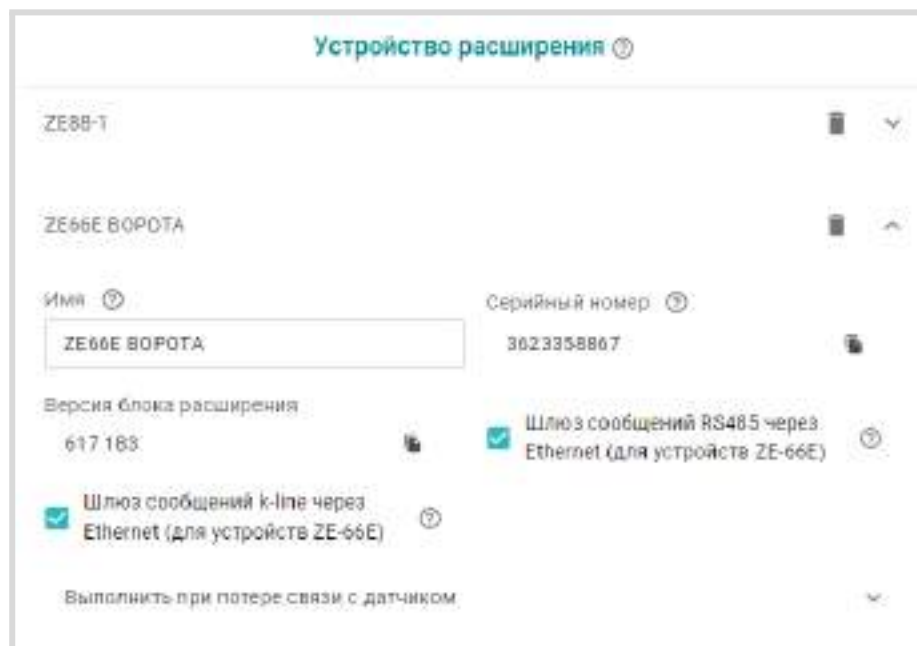 Устройство расширения
ZE88-1
ZE66E ВОРОТА
Имя
Серийный номер
ZE66E ВОРОТА
3623358867
Версия блока расширения
617 183
Шлюз сообщений RS485 через
Ethernet (для устройств ZE-66E)
Шлюз сообщений k-line через
Ethernet (для устройств ZE-66E)
Выполнить при потере связи с датчиком